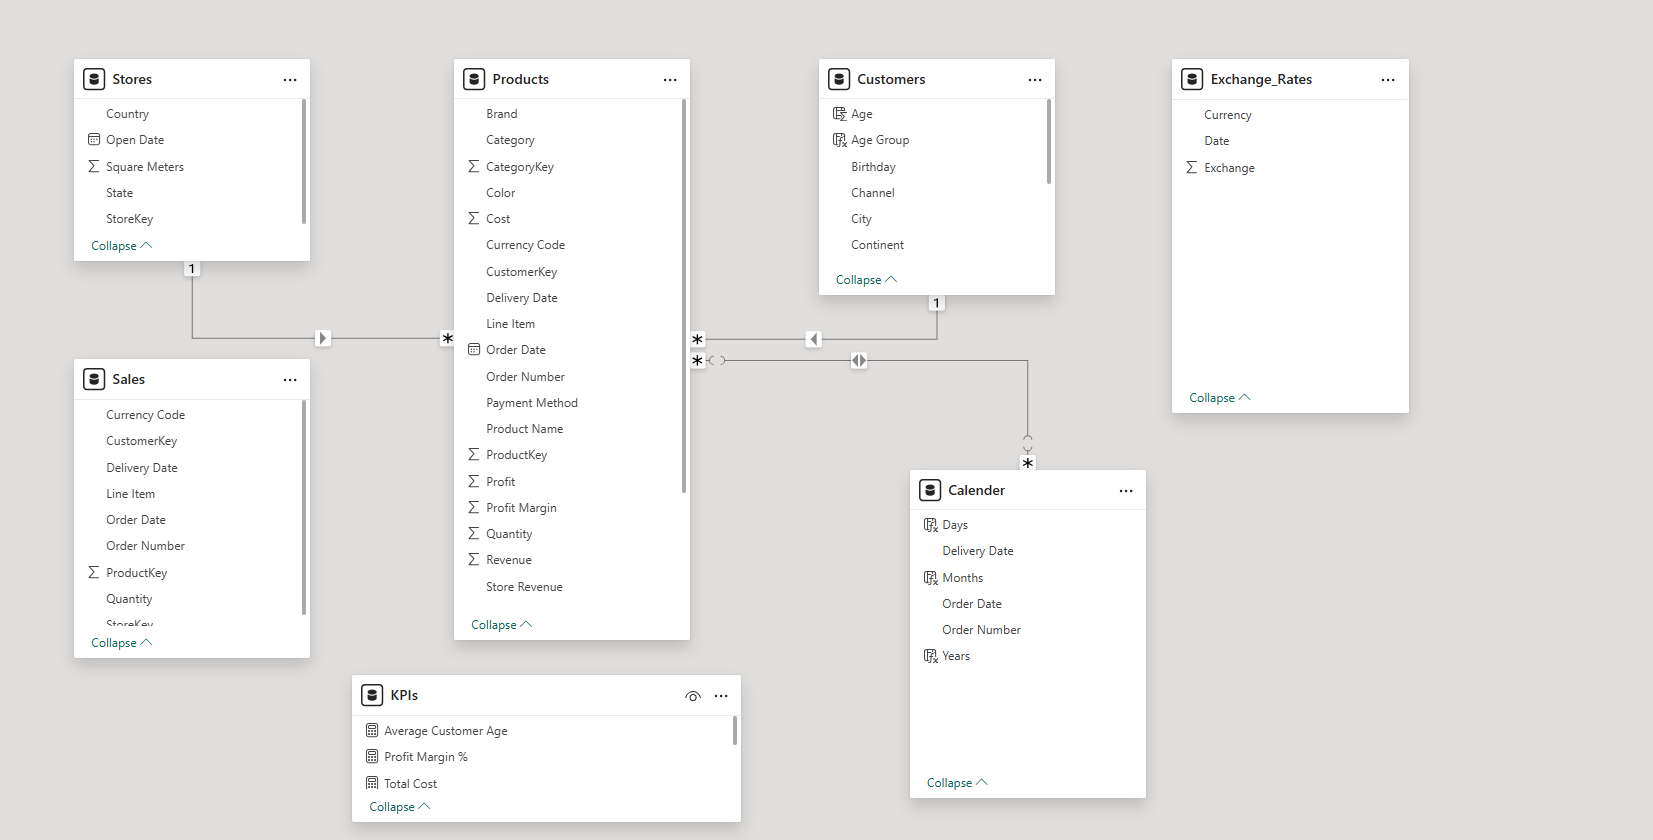 Stores
Country
Open Date
Square Meters
State
StoreKey
Collapse
1
Products
Brand
Category
CategoryKey
Color
Cost
Currency Code
CustomerKey
Delivery Date
Line Item
Order Date
Order Number
Payment Method
Product Name
ProductKey
Profit
Profit Margin
Quantity
Revenue
Store Revenue
Collapse
Customers
Age
Age Group
Birthday
Channel
City
Continent
Collapse
1
Exchange_Rates
Currency
Date
Exchange
Collapse
Sales
Currency Code
CustomerKey
Delivery Date
Line Item
Order Date
Order Number
ProductKey
Quantity
StoreKey
Collapse
Calender
Days
Delivery Date
Months
Order Date
Order Number
Years
Collapse
KPIs
Average Customer Age
Profit Margin %
Total Cost
Collapse